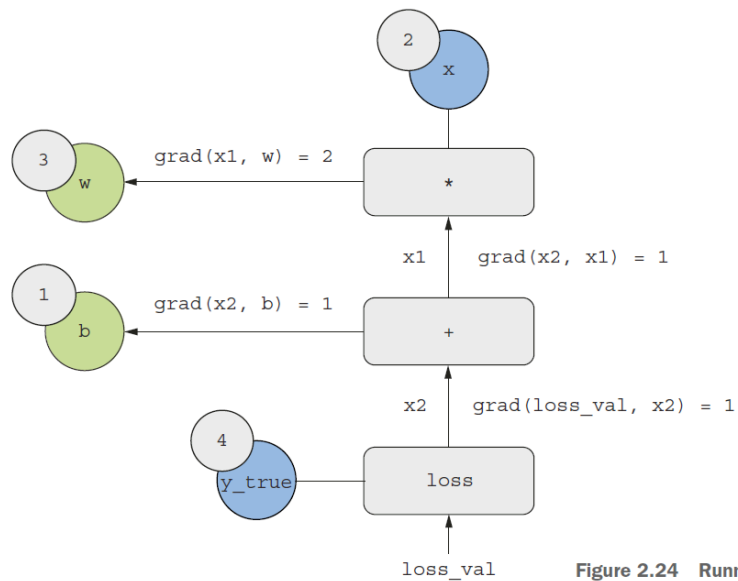 2
x
3
w
grad(x1, w) = 2
*
x1
grad(x2, x1) = 1
1
b
grad(x2, b) = 1
+
x2
grad(loss_val, x2) = 1
4
y_true
loss
loss_val
Figure 2.24